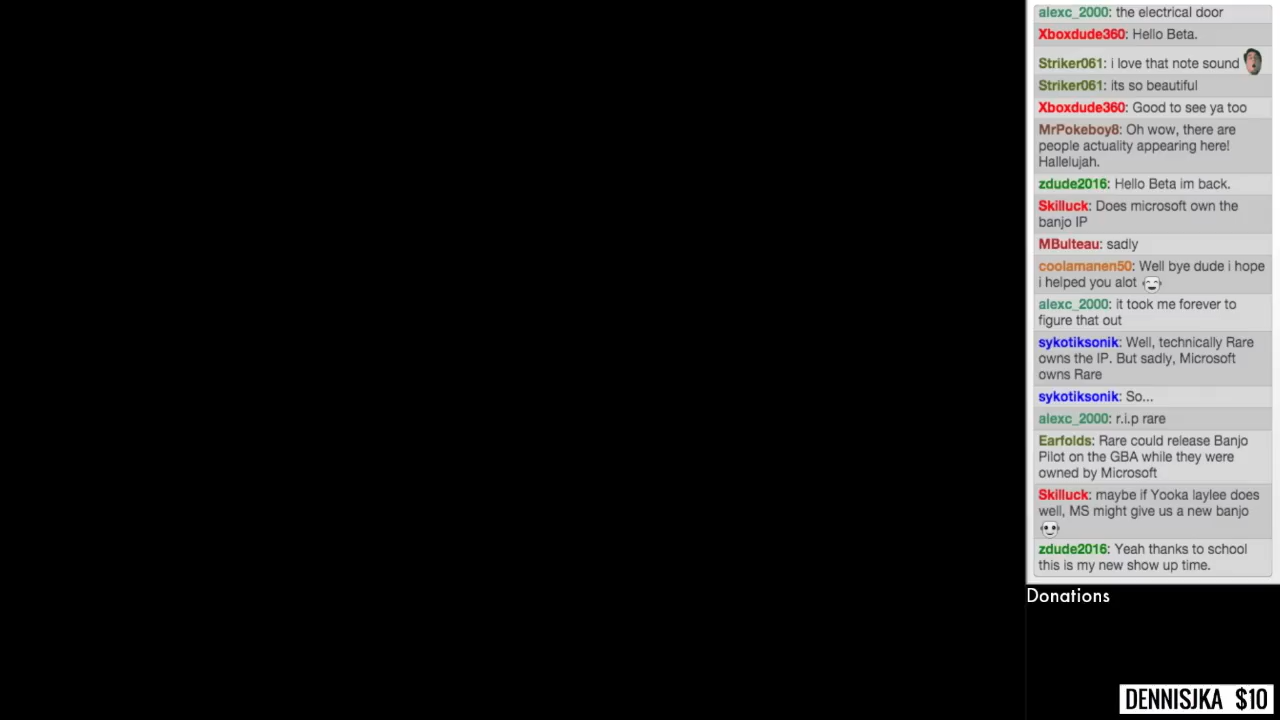 alexc_2000: the electrical door
Xboxdude360: Hello Beta.
Striker061: i love that note sound
Striker061: its so beautiful
Xboxdude360: Good to see ya too
MrPokeboy8: Oh wow, there are
people actuality appearing here!
Hallelujah.
zdude2016: Hello Beta im back.
Skilluck: Does microsoft own the
banjo IP
MBulteau: sadly
coolamanen50: Well bye dude i hope
i helped you alot
alexc_2000: it took me forever to
figure that out
sykotiksonik: Well, technically Rare
owns the IP. But sadly, Microsoft
owns Rare
sykotiksonik: So...
alexc_2000: r.i.p rare
Earfolds: Rare could release Banjo
Pilot on the GBA while they were
owned by Microsoft
Skilluck: maybe if Yooka laylee does
well, MS might give us a new banjo
zdude2016: Yeah thanks to school
this is my new show up time.
Donations
DENNISJKA $10